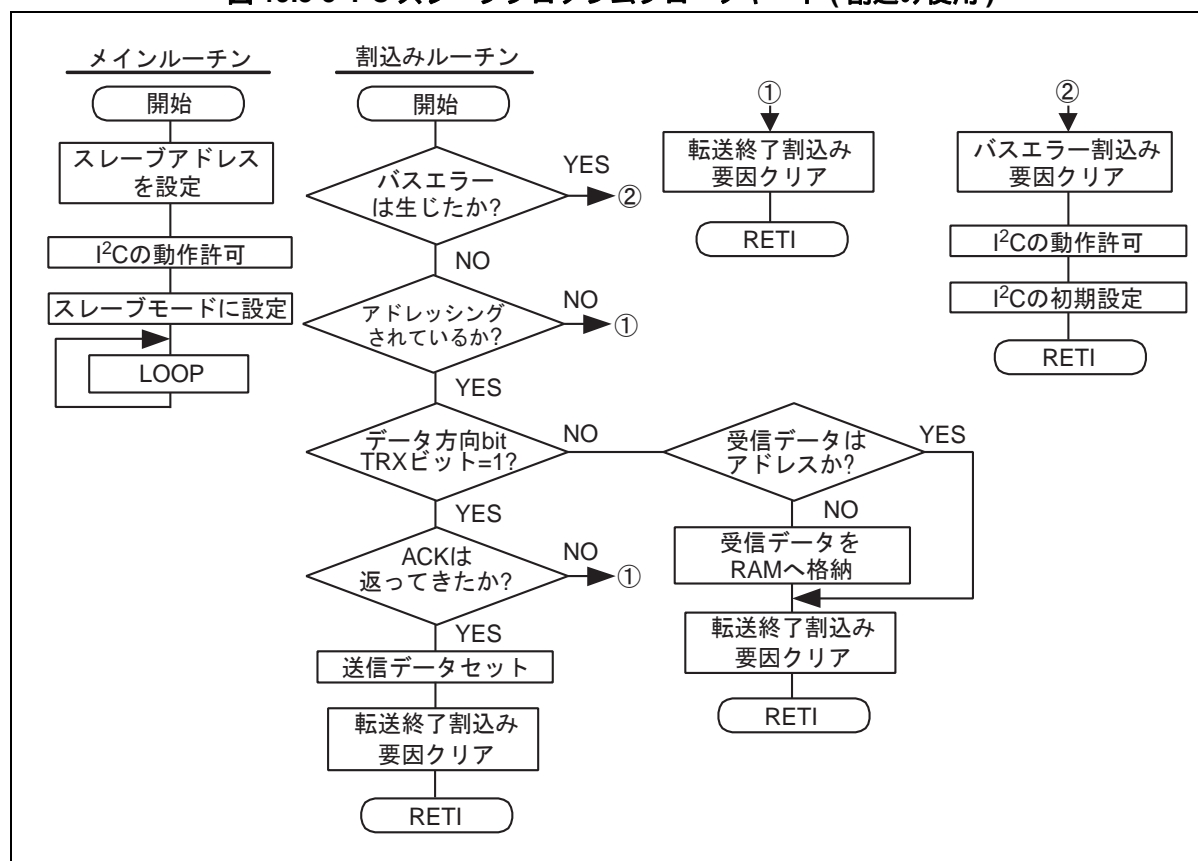 メインルーチン
開始
スレーブアドレス
を設定
I²Cの動作許可
スレーブモードに設定
LOOP
割込みルーチン
開始
バスエラー
は生じたか?
YES
②
NO
アドレッシング
されているか?
NO
①
YES
データ方向bit
TRXビット=1?
NO
YES
ACKは
返ってきたか?
NO
①
YES
送信データセット
転送終了割込み
要因クリア
RETI
受信データは
アドレスか?
YES
NO
受信データを
RAMへ格納
転送終了割込み
要因クリア
RETI
①
転送終了割込み
要因クリア
RETI
②
バスエラー割込み
要因クリア
I²Cの動作許可
I²Cの初期設定
RETI